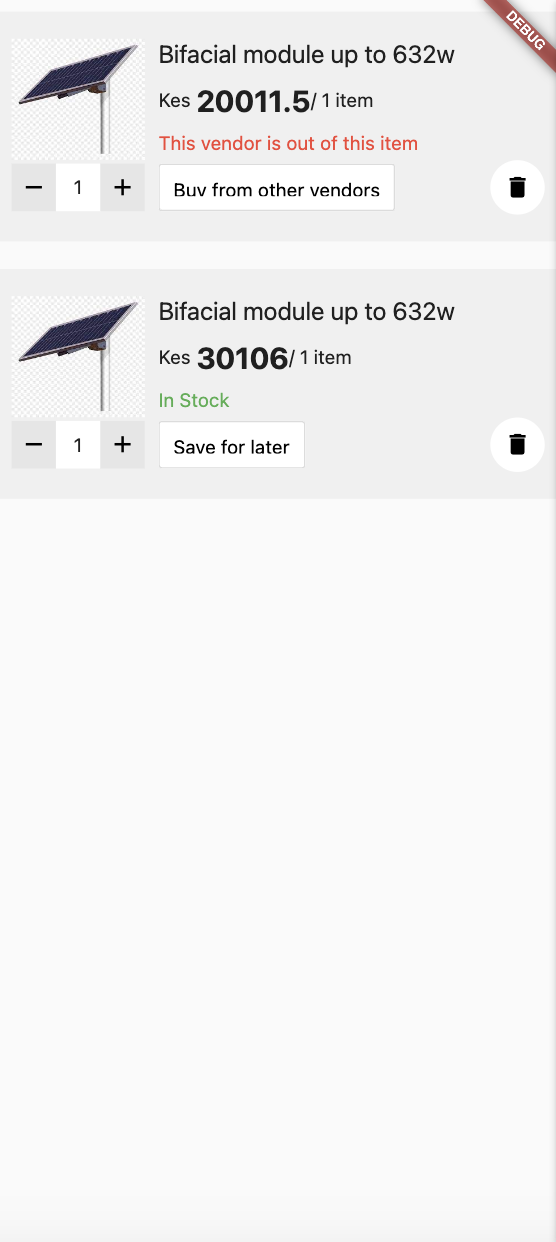 DEBUG
Bifacial module up to 632w
Kes 20011.5/ 1 item
This vendor is out of this item
− 1 +
Buy from other vendors
Bifacial module up to 632w
Kes 30106/ 1 item
In Stock
− 1 +
Save for later